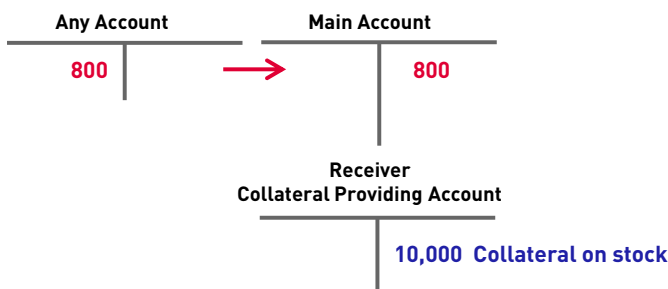 Any Account
Main Account
800
800
Receiver
Collateral Providing Account
10,000 Collateral on stock